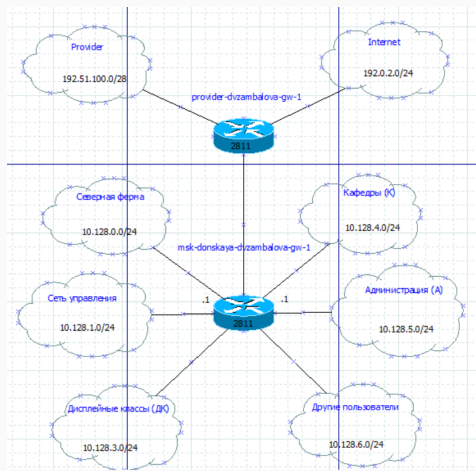 Provider
192.51.100.0/28
Internet
192.0.2.0/24
provider-dvzambalova-gw-1
2811
Северная ферма
10.128.0.0/24
Кафедры (К)
10.128.4.0/24
msk-donskaya-dvzambalova-gw-1
Сеть управления
10.128.1.0/24
.1
.1
2811
Администрация (А)
10.128.5.0/24
Дисплейные классы (ДК)
10.128.3.0/24
Другие пользователи
10.128.6.0/24